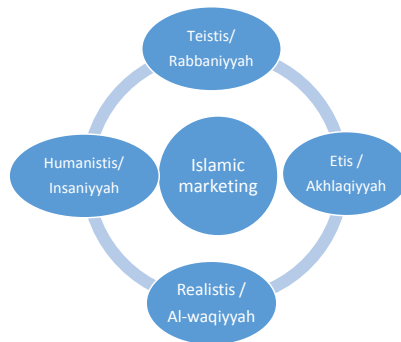 Teistis/
Rabbaniyyah
Humanistis/
Insaniyyah
Islamic
marketing
Etis /
Akhlaqiyyah
Realistis /
Al-waqiyyah